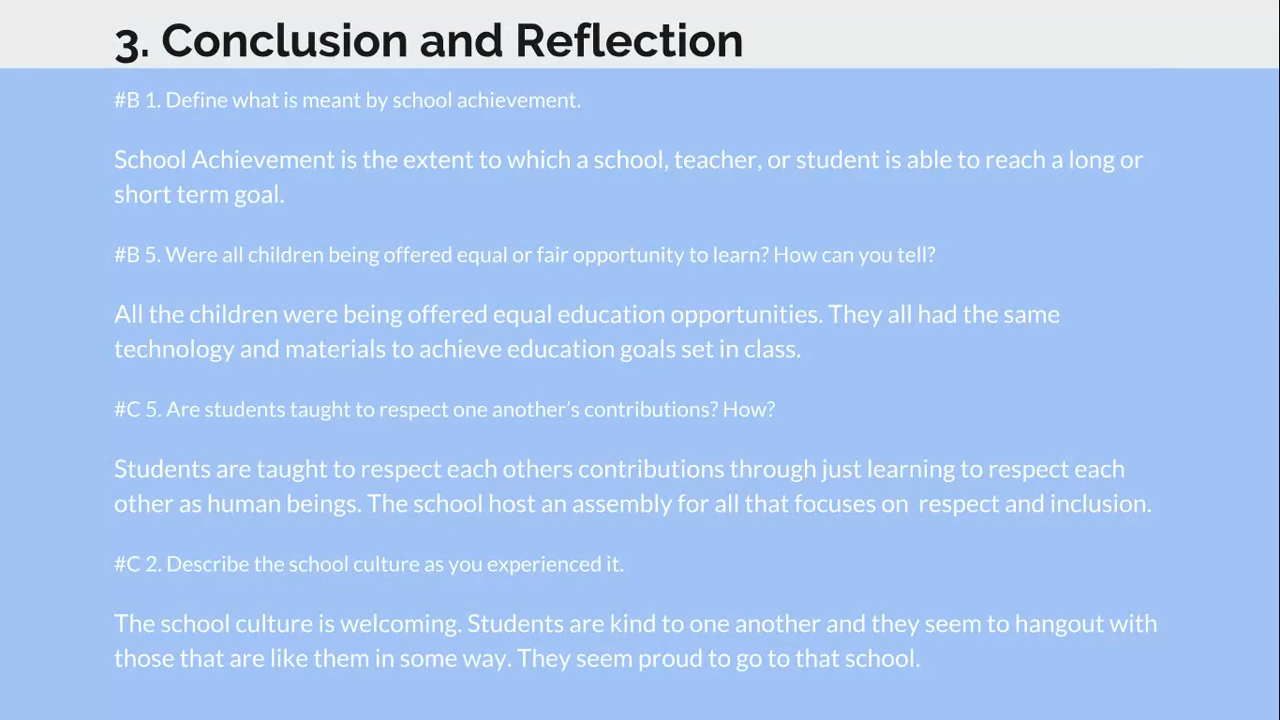 3. Conclusion and Reflection
#B 1. Define what is meant by school achievement.
School Achievement is the extent to which a school, teacher, or student is able to reach a long or
short term goal.
#B 5. Were all children being offered equal or fair opportunity to learn? How can you tell?
All the children were being offered equal education opportunities. They all had the same
technology and materials to achieve education goals set in class.
#C 5. Are students taught to respect one another’s contributions? How?
Students are taught to respect each others contributions through just learning to respect each
other as human beings. The school host an assembly for all that focuses on  respect and inclusion.
#C 2. Describe the school culture as you experienced it.
The school culture is welcoming. Students are kind to one another and they seem to hangout with
those that are like them in some way. They seem proud to go to that school.